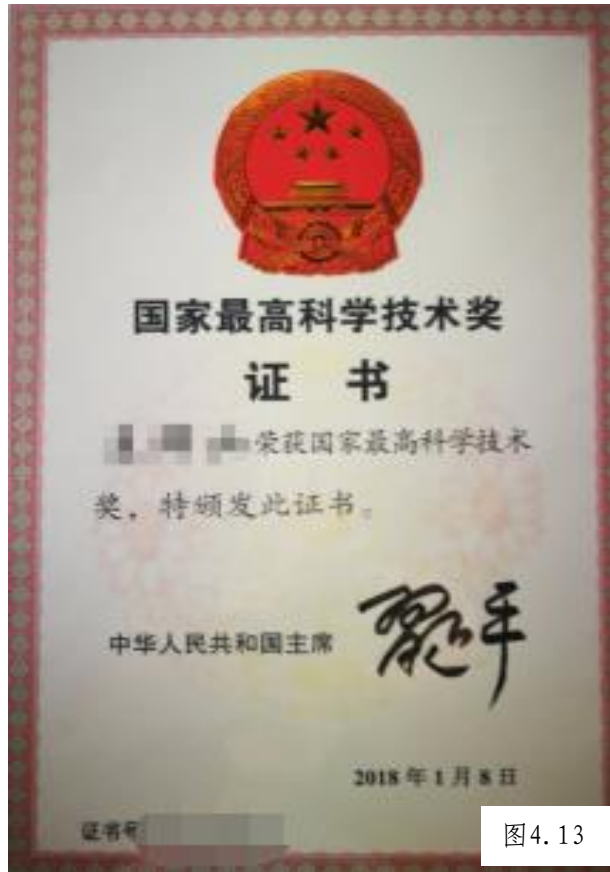 国家最高科学技术奖
证 书
荣获国家最高科学技术
奖，特颁发此证书。
中华人民共和国主席
2018年1月8日
证书号
图4.13